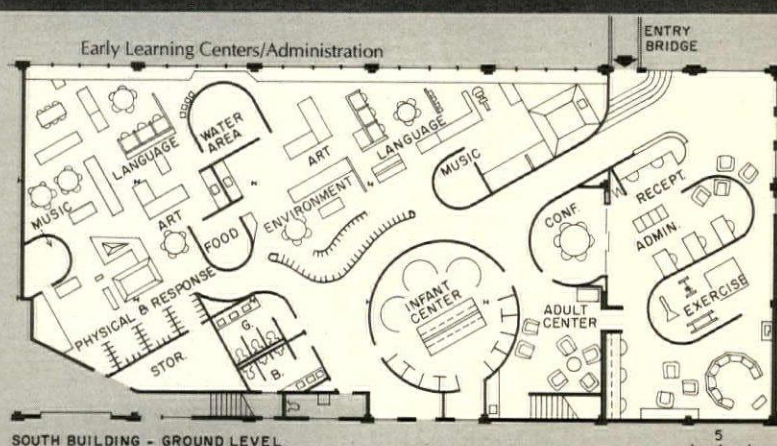 Early Learning Centers/Administration
ENTRY
BRIDGE
LANGUAGE
WATER
AREA
ART
LANGUAGE
MUSIC
MUSIC
ART
FOOD
ENVIRONMENT
CONF.
RECEPT.
ADMIN.
EXERCISE
PHYSICAL & RESPONSE
STOR.
G.
B.
INFANT
CENTER
ADULT
CENTER
SOUTH BUILDING - GROUND LEVEL
5